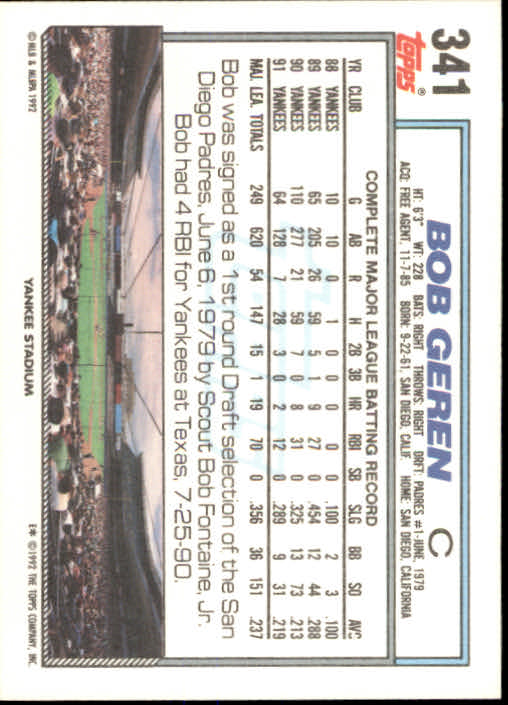 341
Topps®
BOB GEREN C
HT: 6'3" WT: 228 BATS: RIGHT THROWS: RIGHT DRFT: PADRES #1-JUNE, 1979
ACQ: FREE AGENT, 11-7-85 BORN: 9-22-61, SAN DIEGO, CALIF. HOME: SAN DIEGO, CALIFORNIA
COMPLETE MAJOR LEAGUE BATTING RECORD
YR CLUB G AB R H 2B 3B HR RBI SB SLG BB SO AVG
88 YANKEES 10 10 0 1 0 0 0 0 0 .100 2 3 .100
89 YANKEES 65 205 26 59 5 1 9 27 0 .454 12 44 .288
90 YANKEES 110 277 21 59 7 0 8 31 0 .325 13 73 .213
91 YANKEES 64 128 7 28 3 0 2 12 0 .289 9 31 .219
MAJ. LEA. TOTALS 249 620 54 147 15 1 19 70 0 .356 36 151 .237
Bob was signed as a 1st round Draft selection of the San
Diego Padres, June 6, 1979 by Scout Bob Fontaine, Jr.
Bob had 4 RBI for Yankees at Texas, 7-25-90.
© MLB & MLBPA 1992
YANKEE STADIUM
E* ©1992 THE TOPPS COMPANY, INC.